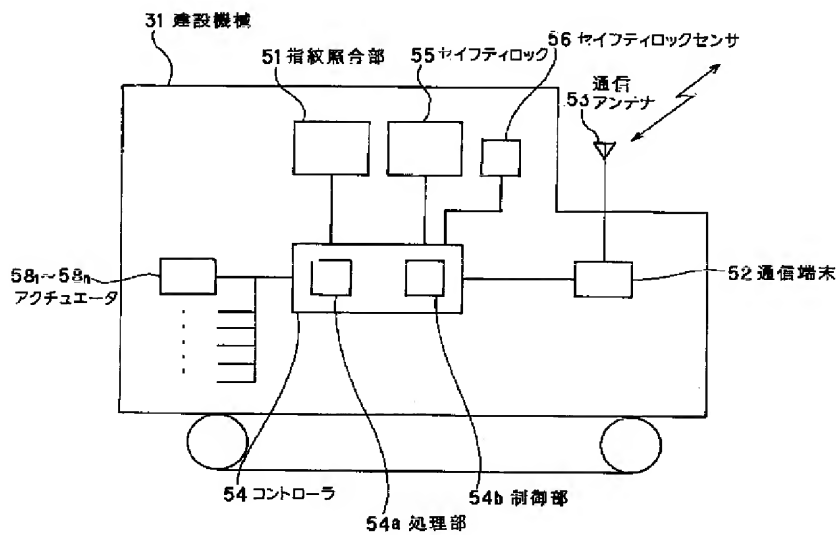 31 建設機械
51 指紋照合部
55 セイフティロック
56 セイフティロックセンサ
通信
53 アンテナ
58₁~58ₙ
アクチュエータ
52 通信端末
54 コントローラ
54a 処理部
54b 制御部